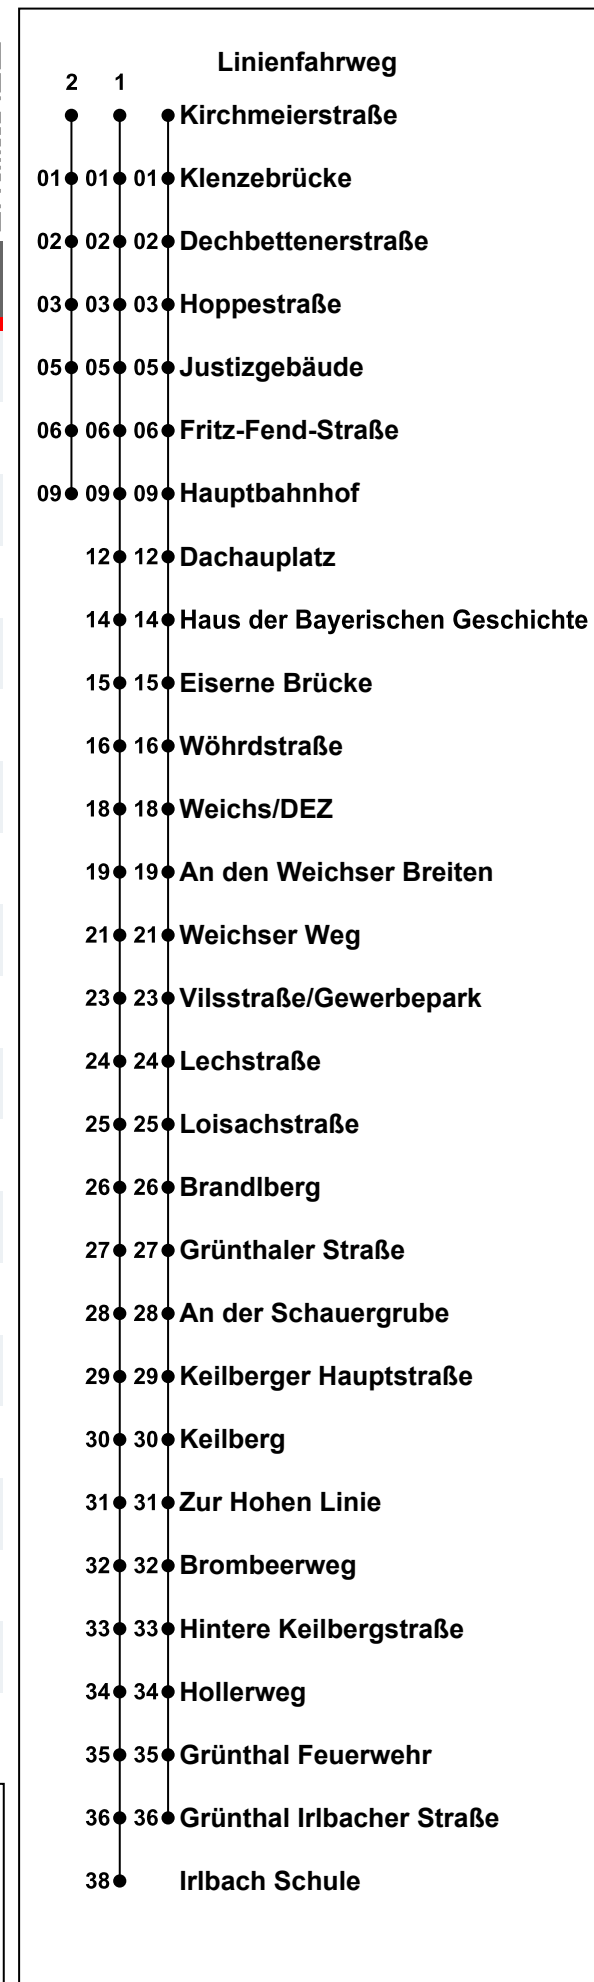 Linienfahrweg
2 1
Kirchmeierstraße
01 01 01 Klenzebrücke
02 02 02 Dechbettenerstraße
03 03 03 Hoppestraße
05 05 05 Justizgebäude
06 06 06 Fritz-Fend-Straße
09 09 09 Hauptbahnhof
12 12 Dachauplatz
14 14 Haus der Bayerischen Geschichte
15 15 Eiserne Brücke
16 16 Wöhrdstraße
18 18 Weichs/DEZ
19 19 An den Weichser Breiten
21 21 Weichser Weg
23 23 Vilsstraße/Gewerbepark
24 24 Lechstraße
25 25 Loisachstraße
26 26 Brandlberg
27 27 Grünthaler Straße
28 28 An der Schauergrube
29 29 Keilberger Hauptstraße
30 30 Keilberg
31 31 Zur Hohen Linie
32 32 Brombeerweg
33 33 Hintere Keilbergstraße
34 34 Hollerweg
35 35 Grünthal Feuerwehr
36 36 Grünthal Irlbacher Straße
38 Irlbach Schule